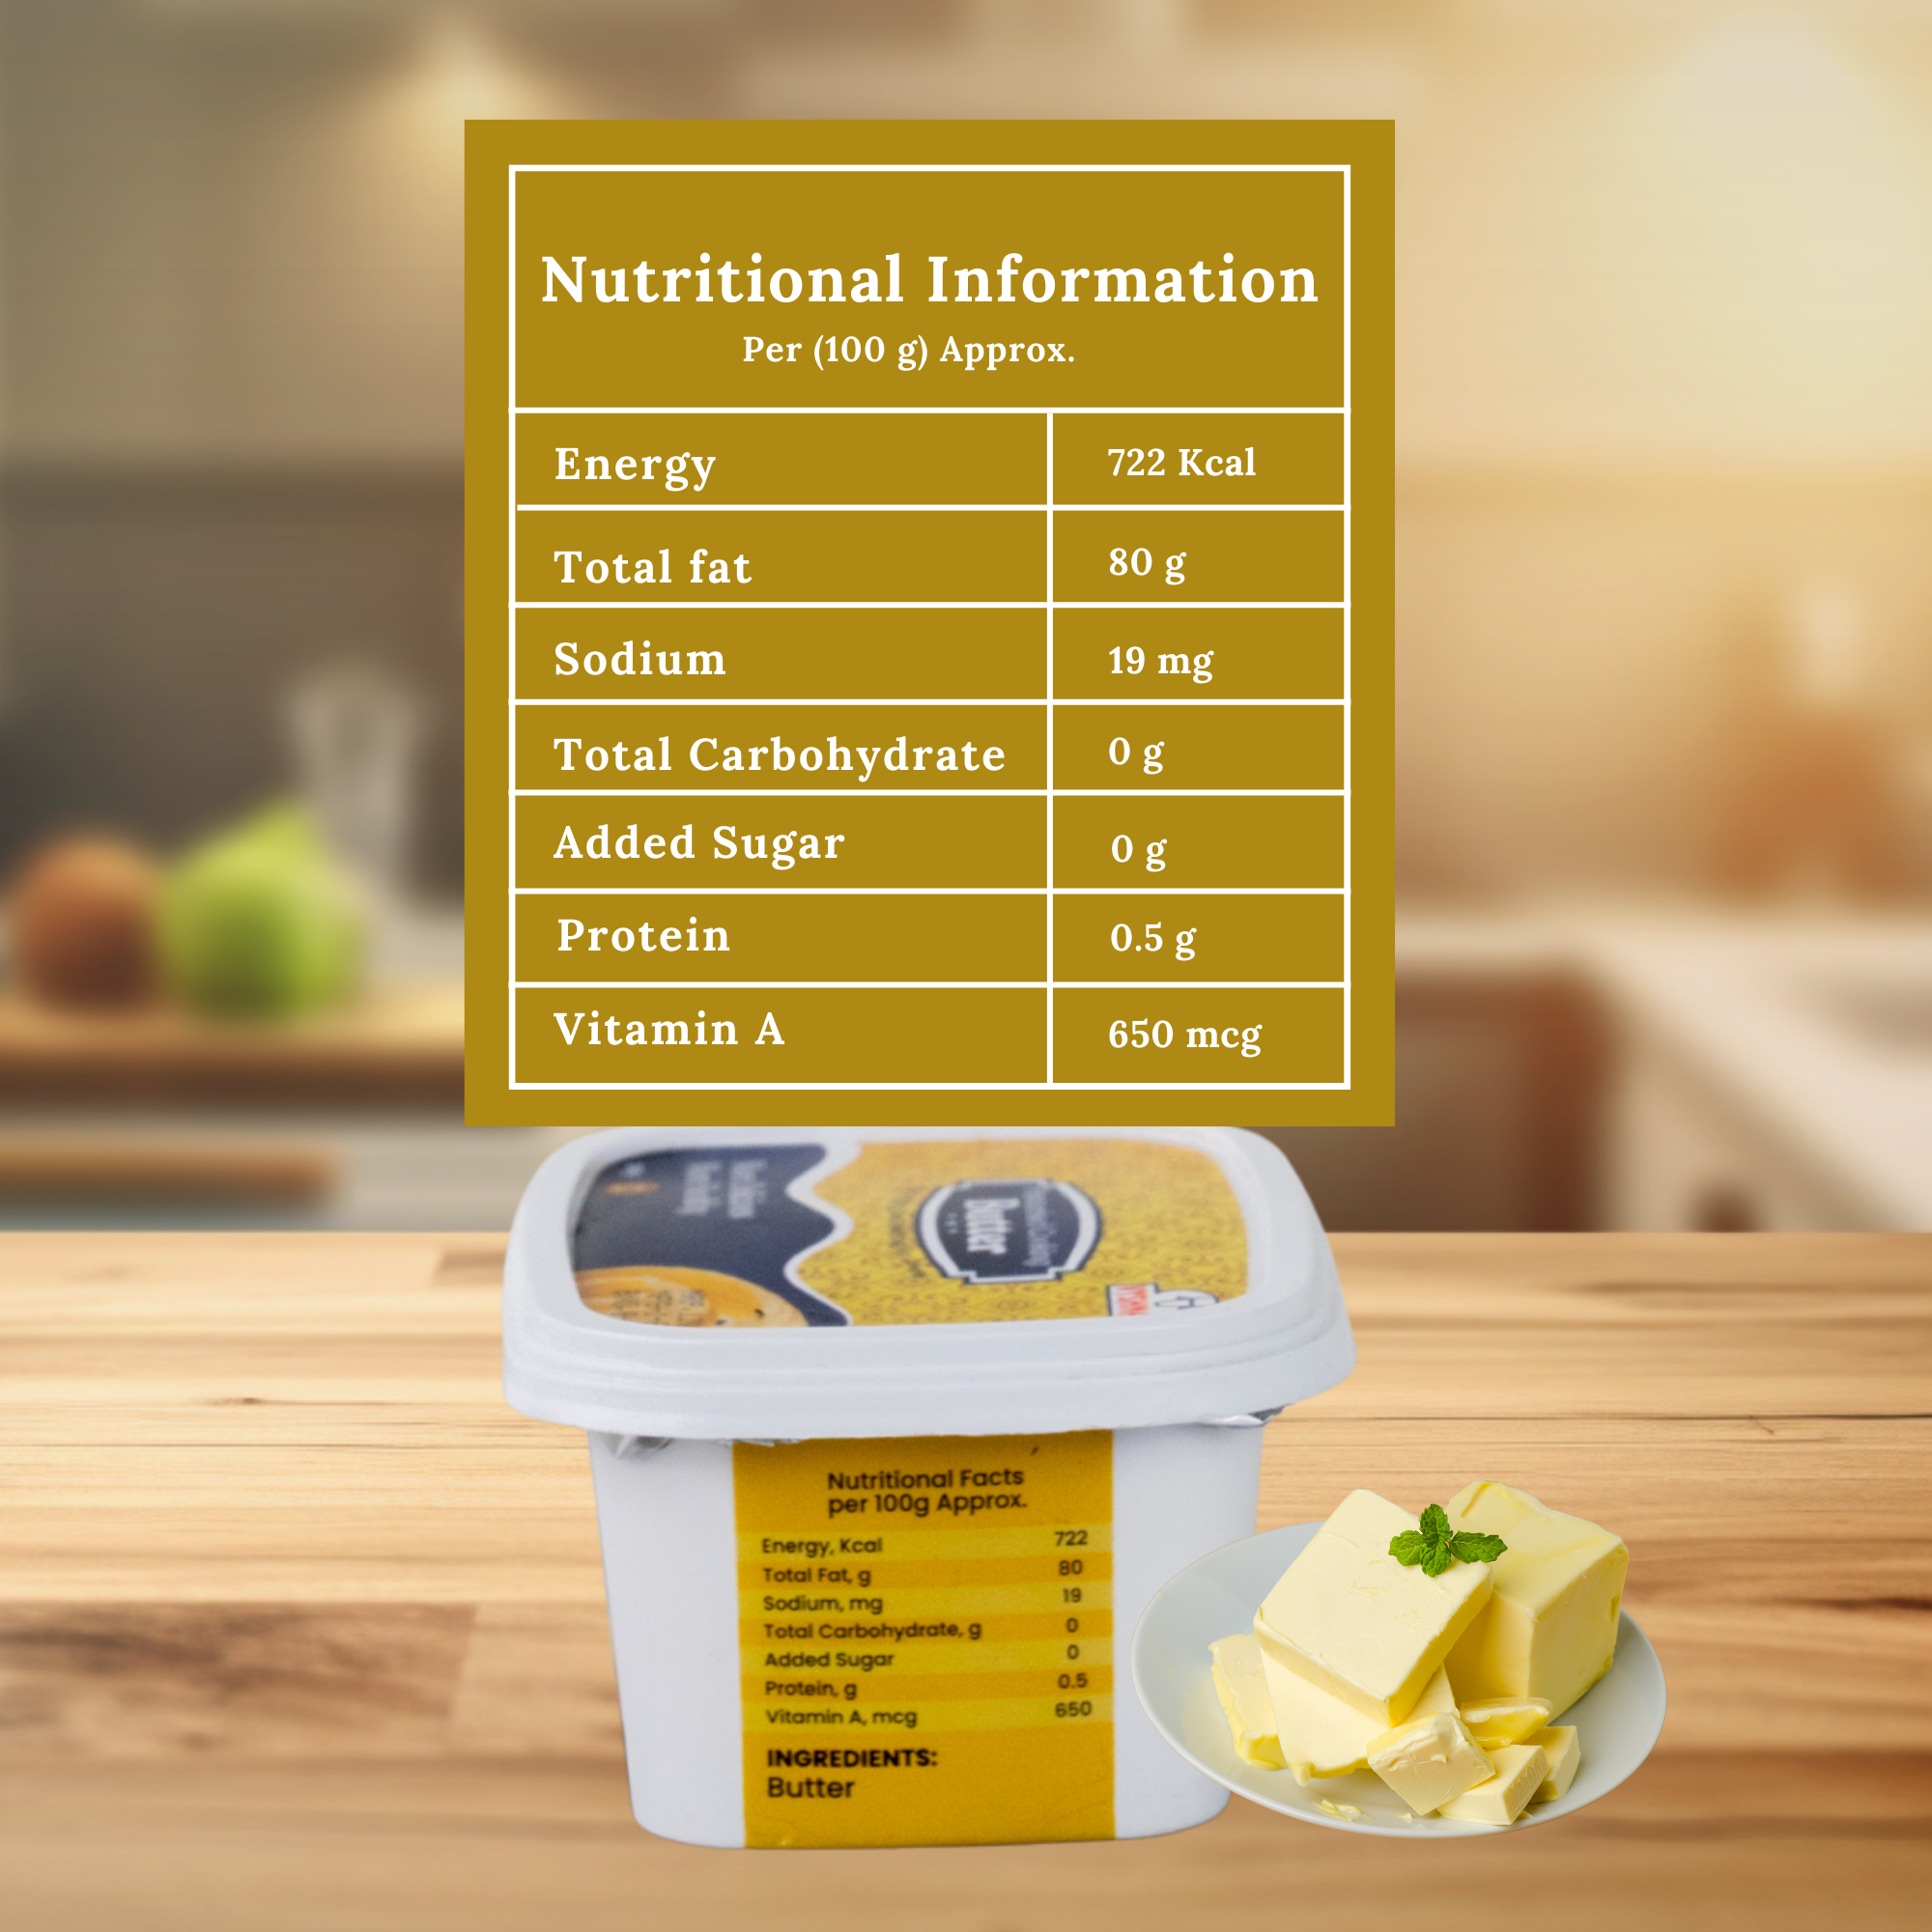 Nutritional Information
Per (100 g) Approx.
Energy 722 Kcal
Total fat 80 g
Sodium 19 mg
Total Carbohydrate 0 g
Added Sugar 0 g
Protein 0.5 g
Vitamin A 650 mcg
Butter
Nutritional Facts
per 100g Approx.
Energy, Kcal 722
Total Fat, g 80
Sodium, mg 19
Total Carbohydrate, g 0
Added Sugar 0
Protein, g 0.5
Vitamin A, mcg 650
INGREDIENTS:
Butter